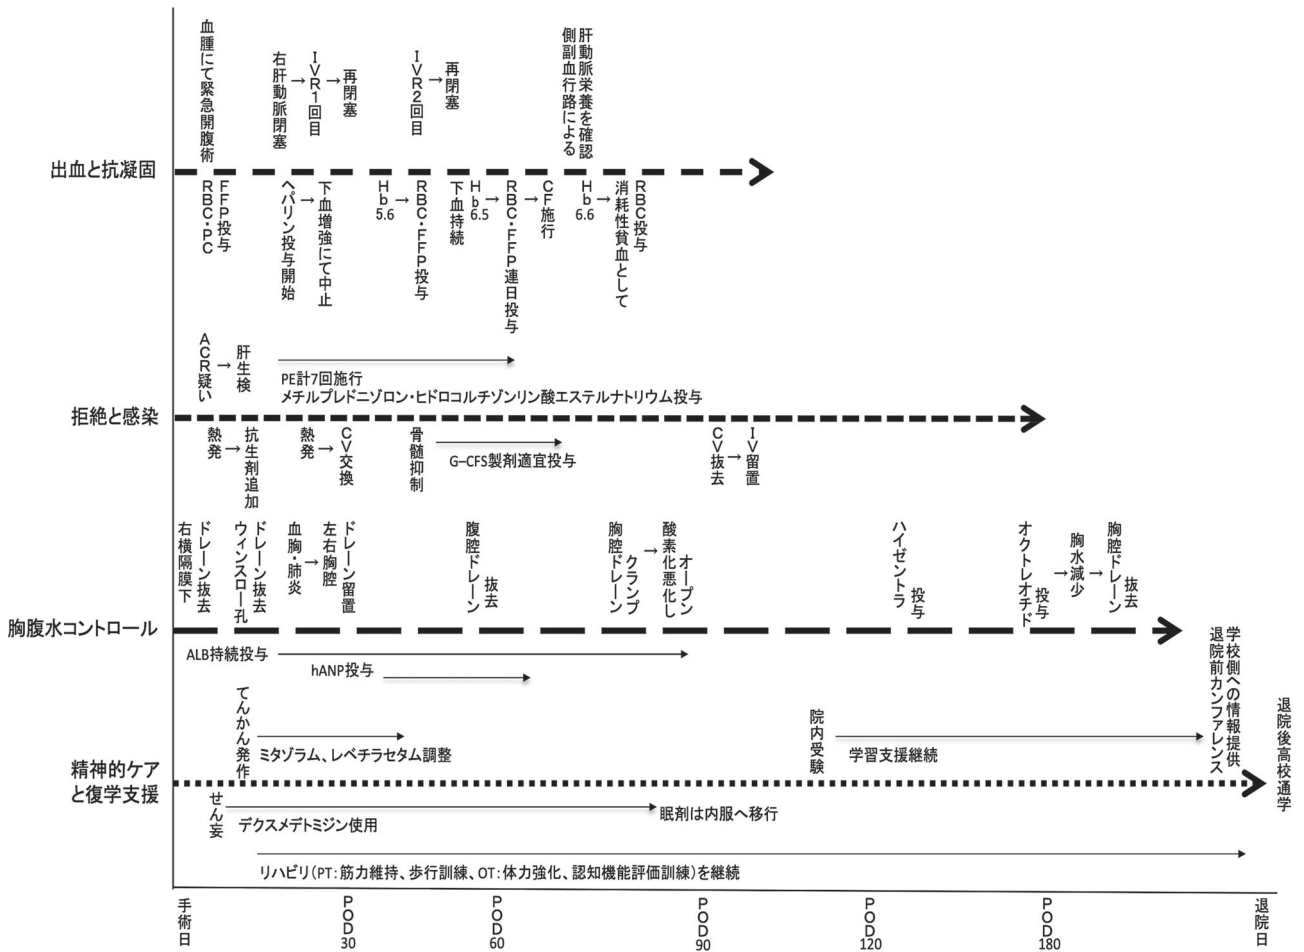 血腫にて緊急開腹術
右肝動脈閉塞
→
IVR1回目
→
再閉塞
IVR2回目
→
再閉塞
肝動脈栄養を確認
側副血行路による
出血と抗凝固
RBC・PC
FFP投与
ヘパリン投与開始
→
下血増強にて中止
Hb5.6
→
RBC・FFP投与
下血持続
Hb6.5
→
RBC・FFP連日投与
→
CF施行
Hb6.6
→
消耗性貧血として
RBC投与
ACR疑い
→
肝生検
PE計7回施行
メチルプレドニゾロン・ヒドロコルチゾンリン酸エステルナトリウム投与
拒絶と感染
熱発
→
抗生剤追加
熱発
→
CV交換
骨髄抑制
G–CFS製剤適宜投与
CV抜去
→
IV留置
右横隔膜下
ドレーン抜去
ウィンスロー孔
ドレーン抜去
血胸・肺炎
→
左右胸腔
ドレーン留置
腹腔ドレーン
抜去
胸腔ドレーン
クランプ
→
酸素化悪化し
オープン
ハイゼントラ
投与
オクトレオチド
投与
→
胸水減少
→
胸腔ドレーン
抜去
胸腹水コントロール
ALB持続投与
hANP投与
てんかん発作
ミタゾラム、レベチラセタム調整
院内受験
学習支援継続
学校側への情報提供
退院前カンファレンス
退院後高校通学
精神的ケア
と復学支援
せん妄
デクスメデトミジン使用
眠剤は内服へ移行
リハビリ(PT:筋力維持、歩行訓練、OT:体力強化、認知機能評価訓練)を継続
手術日
POD30
POD60
POD90
POD120
POD180
退院日